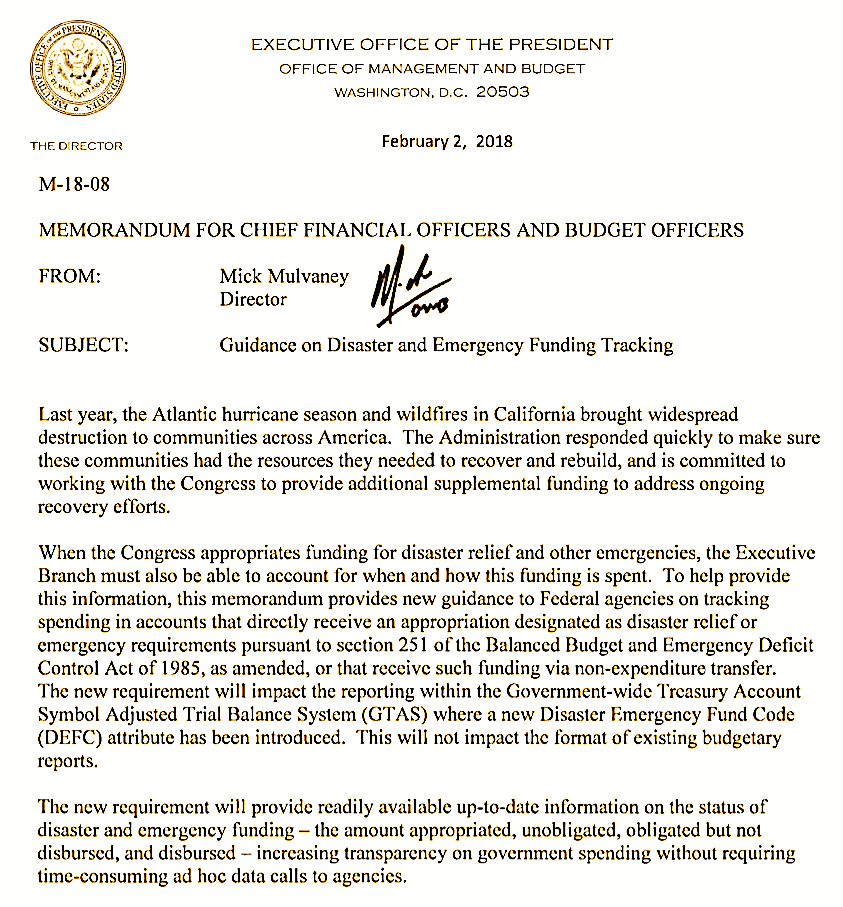 EXECUTIVE OFFICE OF THE PRESIDENT
OFFICE OF MANAGEMENT AND BUDGET
WASHINGTON, D.C. 20503
THE DIRECTOR
February 2, 2018
M-18-08
MEMORANDUM FOR CHIEF FINANCIAL OFFICERS AND BUDGET OFFICERS
FROM: Mick Mulvaney
Director
SUBJECT: Guidance on Disaster and Emergency Funding Tracking
Last year, the Atlantic hurricane season and wildfires in California brought widespread
destruction to communities across America. The Administration responded quickly to make sure
these communities had the resources they needed to recover and rebuild, and is committed to
working with the Congress to provide additional supplemental funding to address ongoing
recovery efforts.
When the Congress appropriates funding for disaster relief and other emergencies, the Executive
Branch must also be able to account for when and how this funding is spent. To help provide
this information, this memorandum provides new guidance to Federal agencies on tracking
spending in accounts that directly receive an appropriation designated as disaster relief or
emergency requirements pursuant to section 251 of the Balanced Budget and Emergency Deficit
Control Act of 1985, as amended, or that receive such funding via non-expenditure transfer.
The new requirement will impact the reporting within the Government-wide Treasury Account
Symbol Adjusted Trial Balance System (GTAS) where a new Disaster Emergency Fund Code
(DEFC) attribute has been introduced. This will not impact the format of existing budgetary
reports.
The new requirement will provide readily available up-to-date information on the status of
disaster and emergency funding – the amount appropriated, unobligated, obligated but not
disbursed, and disbursed – increasing transparency on government spending without requiring
time-consuming ad hoc data calls to agencies.